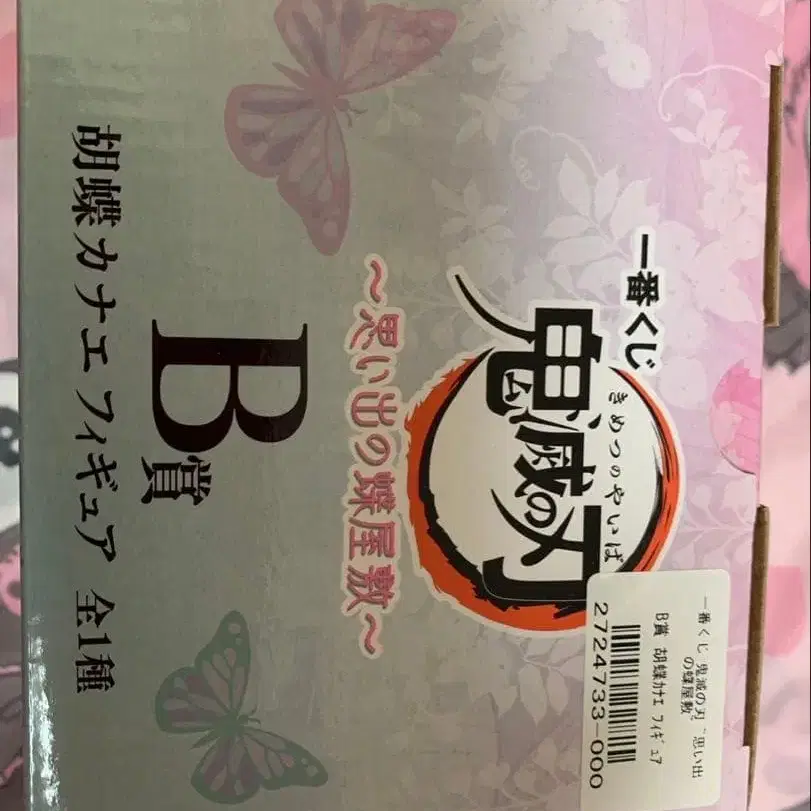 一番くじ
きめつのやいば
鬼滅の刃
～思い出の蝶屋敷～
B賞
胡蝶カナエ フィギュア 全1種
一番くじ 鬼滅の刃 ~思い出
の蝶屋敷~
B賞 胡蝶ｶﾅｴ ﾌｨｷﾞｭｱ
2724733-000